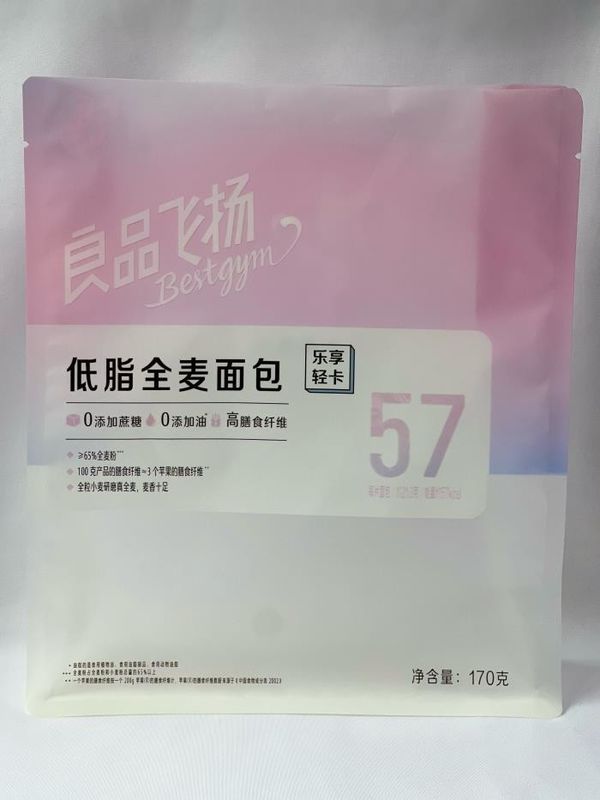 良品飞扬
Bestgym
低脂全麦面包
乐享
轻卡
0添加蔗糖 0添加油* 高膳食纤维
57
≥65%全麦粉***
100克产品的膳食纤维≈3个苹果的膳食纤维**
全粒小麦研磨真全麦，麦香十足
净含量：170克